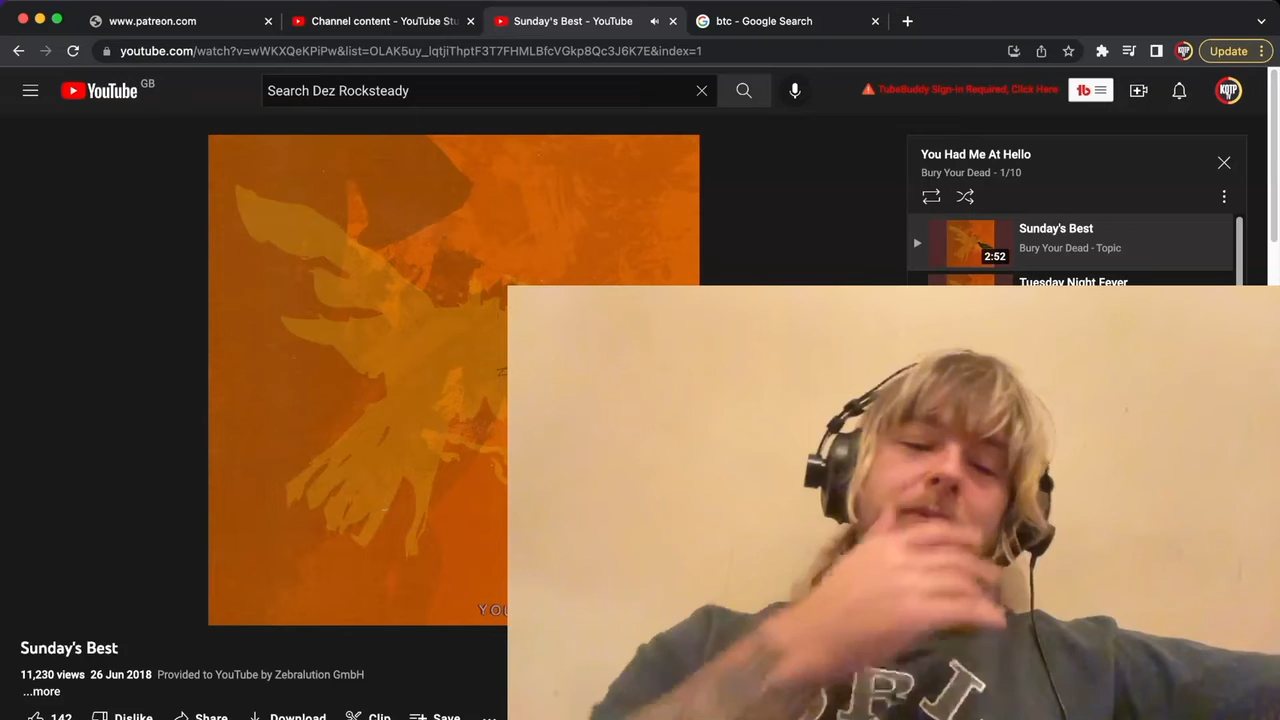 www.patreon.com
Channel content - YouTube Stu
Sunday's Best - YouTube
btc - Google Search
youtube.com/watch?v=wWKXQeKPiPw&list=OLAK5uy_lqtjiThptF3T7FHMLBfcVGkp8Qc3J6K7E&index=1
Update
YouTube GB
Search Dez Rocksteady
TubeBuddy Sign-in Required, Click Here
tb
KQTP
You Had Me At Hello
Bury Your Dead - 1/10
Sunday's Best
Bury Your Dead - Topic
2:52
Tuesday Night Fever
YOU
Sunday's Best
11,230 views 26 Jun 2018 Provided to YouTube by Zebralution GmbH
...more
142 Dislike Share Download Clip Save